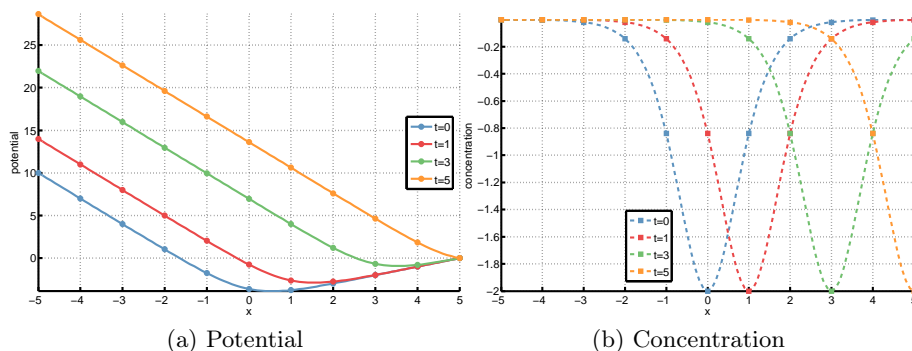 25
20
15
10
5
0
potential
t=0
t=1
t=3
t=5
−5 −4 −3 −2 −1 0 1 2 3 4 5
x
(a) Potential
−0.2
−0.4
−0.6
−0.8
−1
−1.2
−1.4
−1.6
−1.8
−2
concentration
t=0
t=1
t=3
t=5
−5 −4 −3 −2 −1 0 1 2 3 4 5
x
(b) Concentration